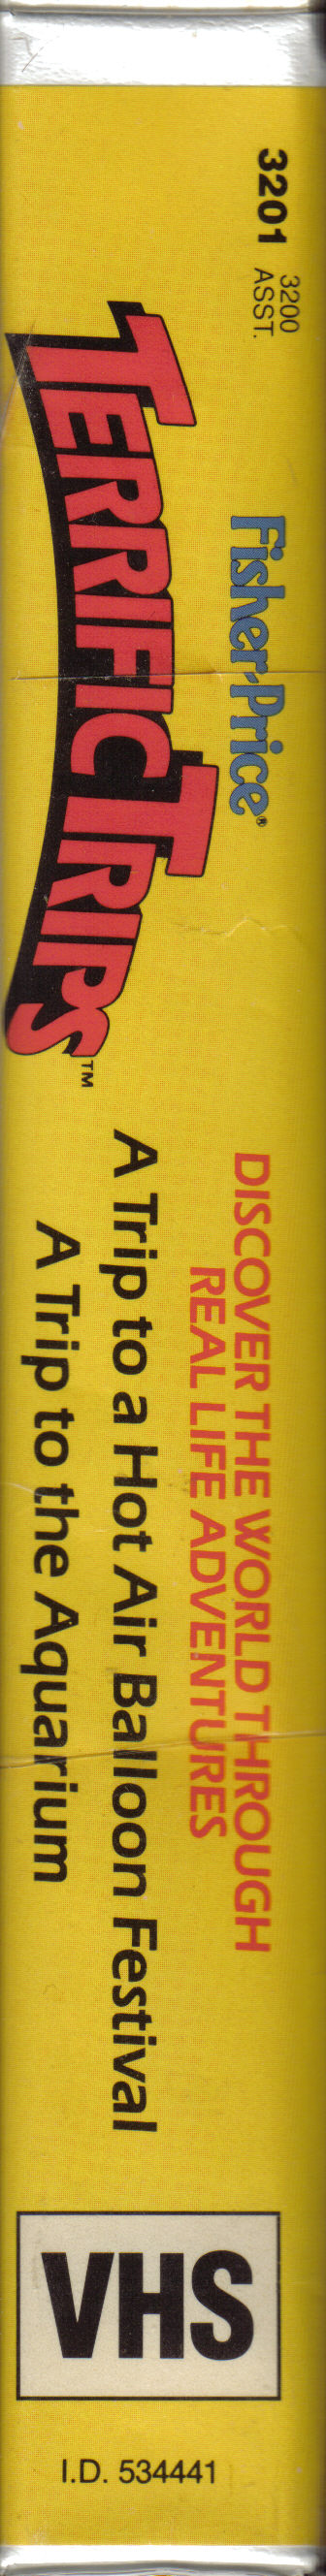 3201 3200
ASST.
Fisher-Price®
TERRIFIC TRIPS™
DISCOVER THE WORLD THROUGH
REAL LIFE ADVENTURES
A Trip to a Hot Air Balloon Festival
A Trip to the Aquarium
VHS
I.D. 534441